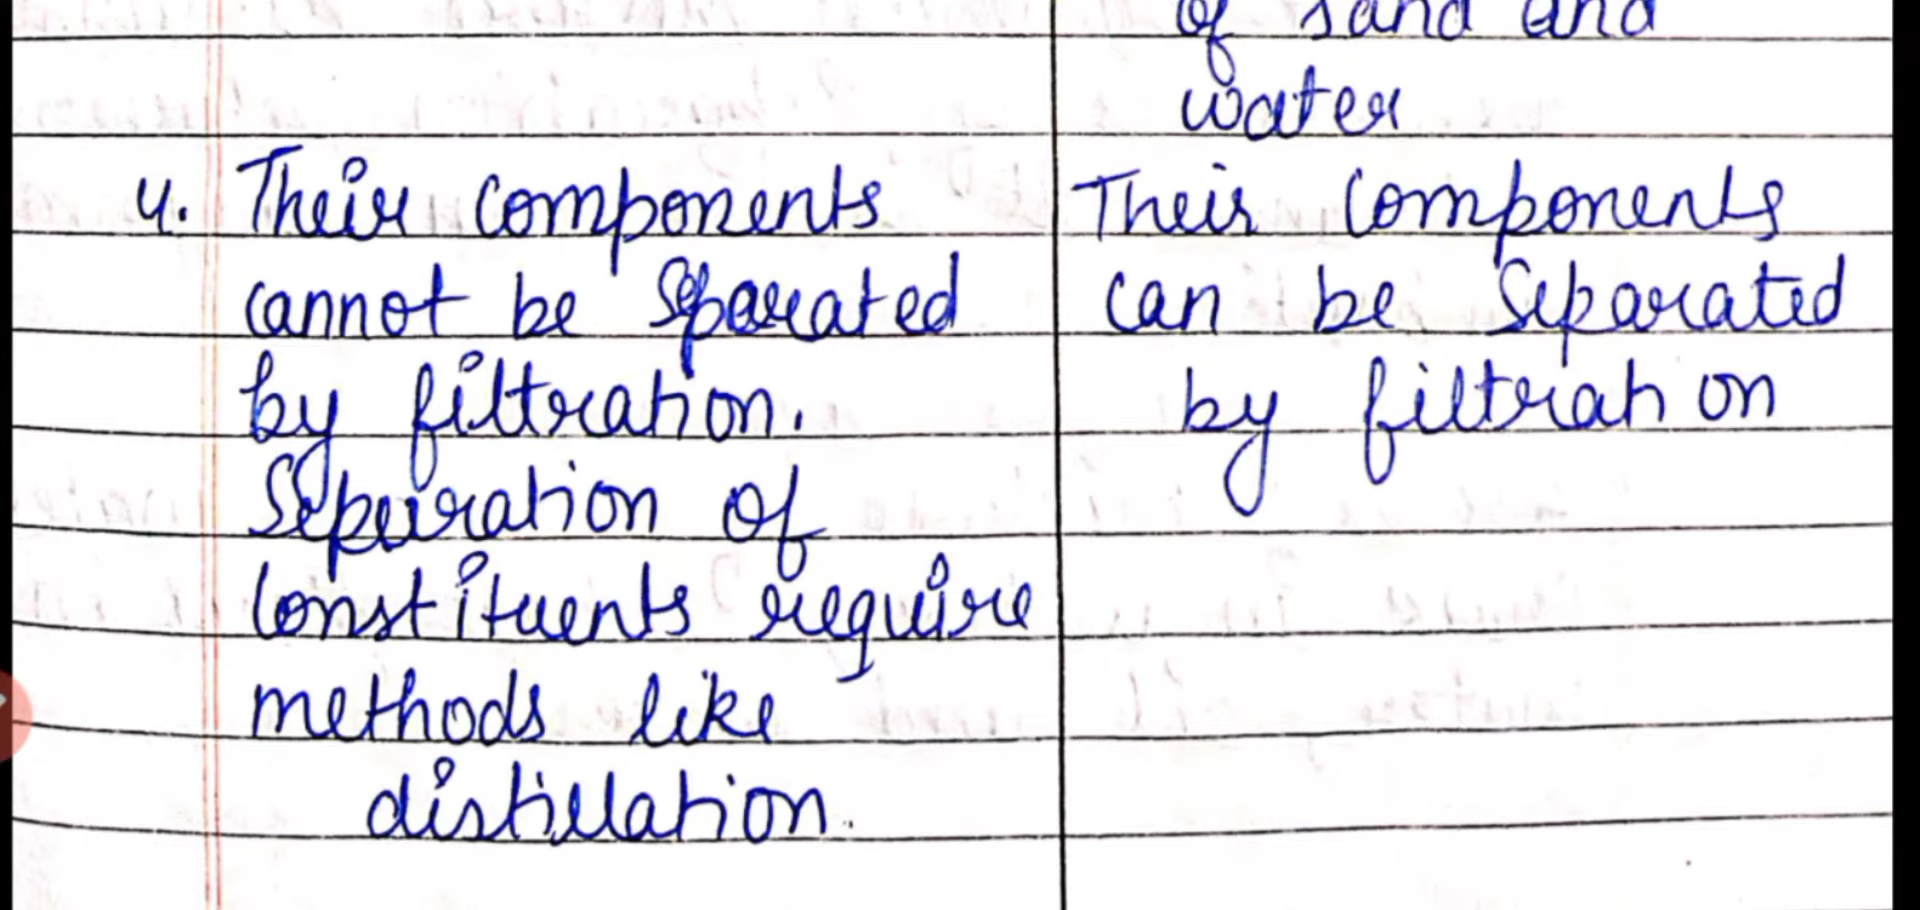 of sand and
water
4. Their components
cannot be separated
by filtration.
Separation of
constituents require
methods like
distillation.
Their components
can be separated
by filtration